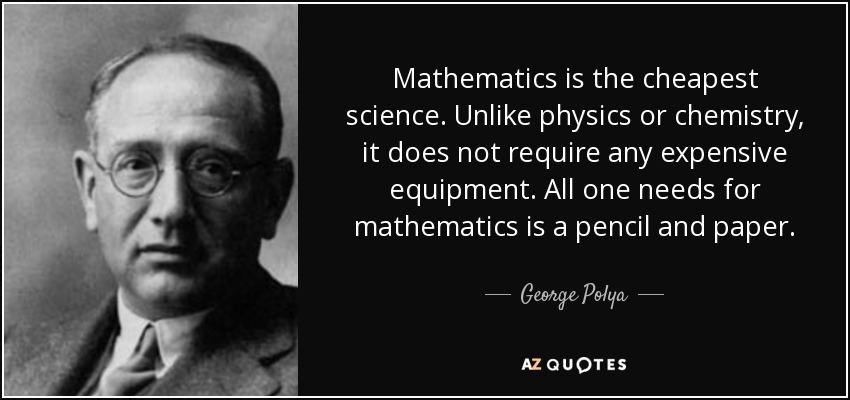 Mathematics is the cheapest
science. Unlike physics or chemistry,
it does not require any expensive
equipment. All one needs for
mathematics is a pencil and paper.
George Polya
AZ QUOTES